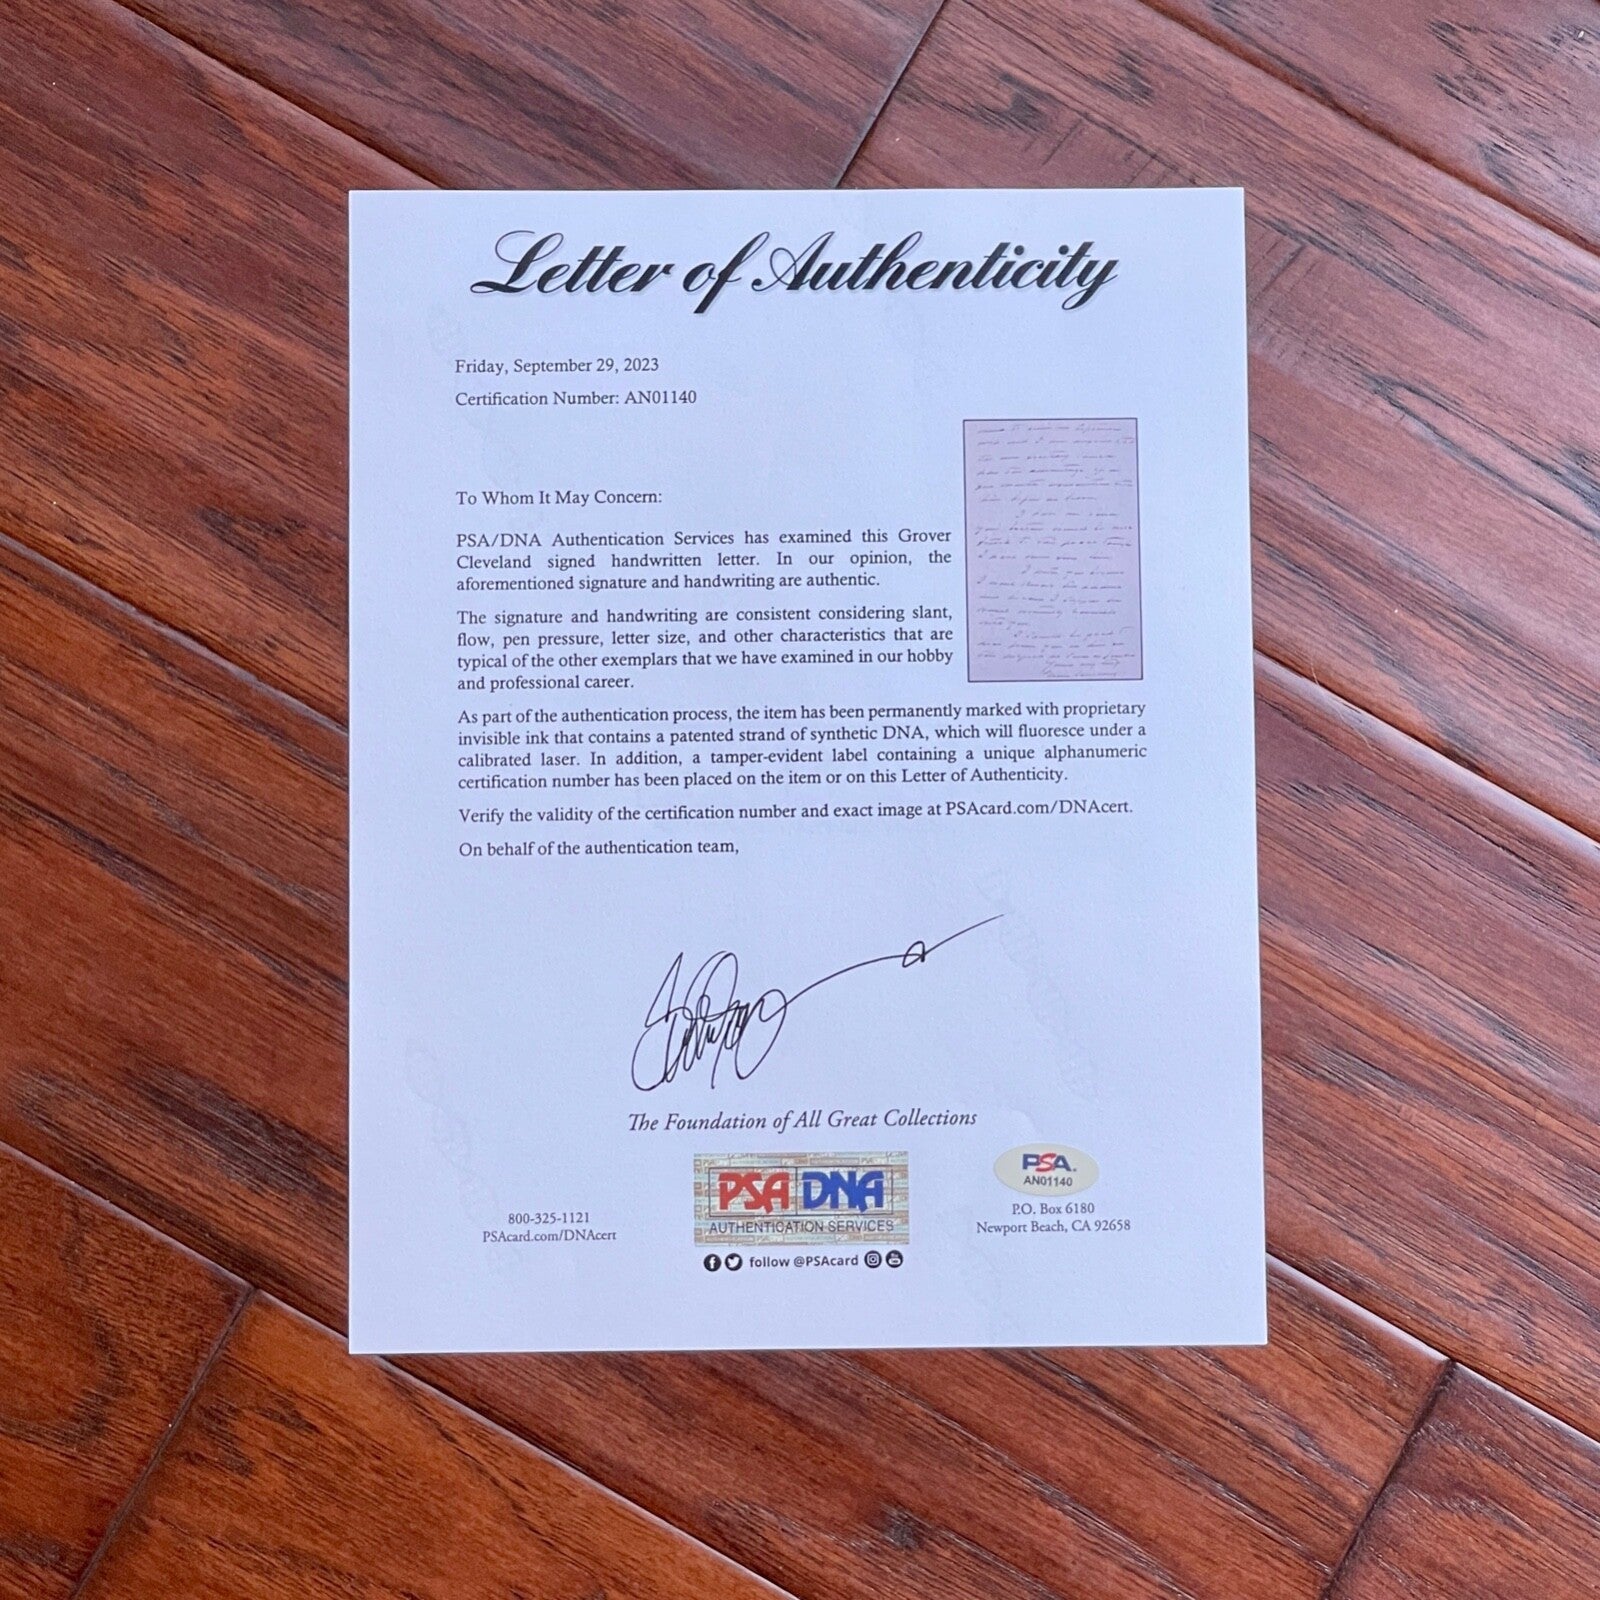 Letter of Authenticity
Friday, September 29, 2023
Certification Number: AN01140
To Whom It May Concern:
PSA/DNA Authentication Services has examined this Grover
Cleveland signed handwritten letter. In our opinion, the
aforementioned signature and handwriting are authentic.
The signature and handwriting are consistent considering slant,
flow, pen pressure, letter size, and other characteristics that are
typical of the other exemplars that we have examined in our hobby
and professional career.
As part of the authentication process, the item has been permanently marked with proprietary
invisible ink that contains a patented strand of synthetic DNA, which will fluoresce under a
calibrated laser. In addition, a tamper-evident label containing a unique alphanumeric
certification number has been placed on the item or on this Letter of Authenticity.
Verify the validity of the certification number and exact image at PSAcard.com/DNAcert.
On behalf of the authentication team,
The Foundation of All Great Collections
800-325-1121
PSAcard.com/DNAcert
PSA DNA
AUTHENTICATION SERVICES
follow @PSAcard
PSA.
AN01140
P.O. Box 6180
Newport Beach, CA 92658